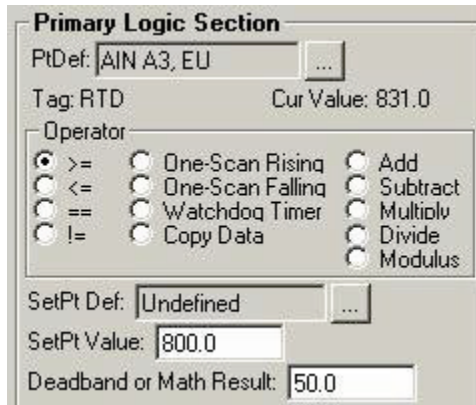 Primary Logic Section
PtDef: AIN A3, EU ...
Tag: RTD Cur Value: 831.0
Operator
>= One-Scan Rising Add
<= One-Scan Falling Subtract
== Watchdog Timer Multiply
!= Copy Data Divide
Modulus
SetPt Def: Undefined ...
SetPt Value: 800.0
Deadband or Math Result: 50.0